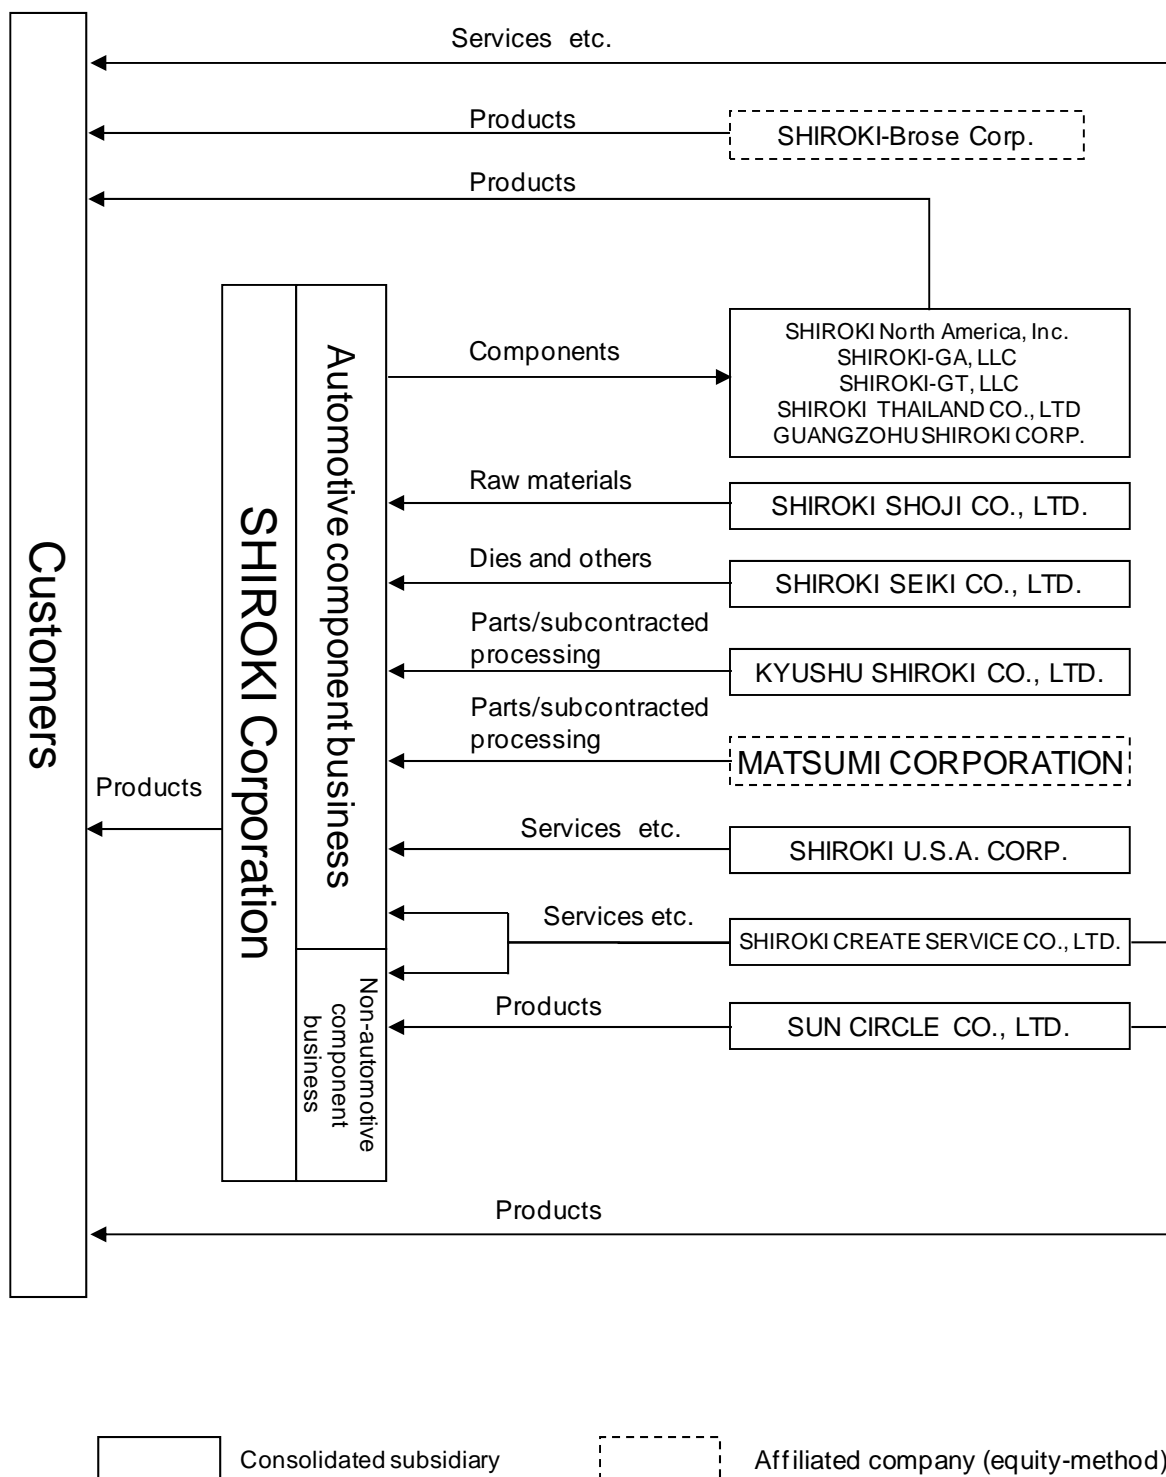 Services etc.
Products
SHIROKI-Brose Corp.
Products
Customers
SHIROKI Corporation
Automotive component business
Components
SHIROKI North America, Inc.
SHIROKI-GA, LLC
SHIROKI-GT, LLC
SHIROKI THAILAND CO., LTD
GUANGZOHU SHIROKI CORP.
Raw materials
SHIROKI SHOJI CO., LTD.
Dies and others
SHIROKI SEIKI CO., LTD.
Parts/subcontracted
processing
KYUSHU SHIROKI CO., LTD.
Parts/subcontracted
processing
MATSUMI CORPORATION
Products
Services etc.
SHIROKI U.S.A. CORP.
Services etc.
SHIROKI CREATE SERVICE CO., LTD.
Non-automotive
component
business
Products
SUN CIRCLE CO., LTD.
Products
Consolidated subsidiary
Affiliated company (equity-method)